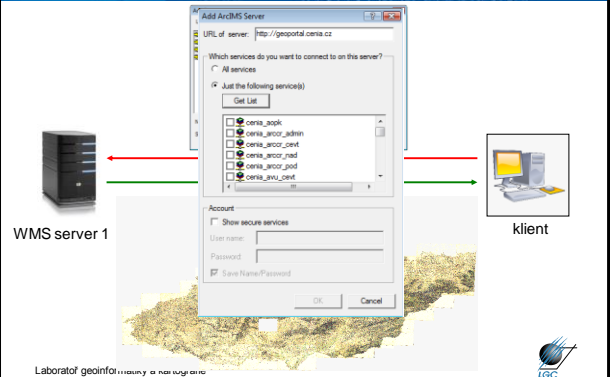 Add ArcIMS Server
URL of server: http://geoportal.cenia.cz
Which services do you want to connect to on this server?
All services
Just the following service(s)
Get List
cenia_aopk
cenia_arccr_admin
cenia_arccr_cevt
cenia_arccr_nad
cenia_arccr_pod
cenia_avu_cevt
Account
Show secure services
User name:
Password:
Save Name/Password
OK Cancel
WMS server 1
klient
Laboratoř geoinformatiky a kartografie
LGC